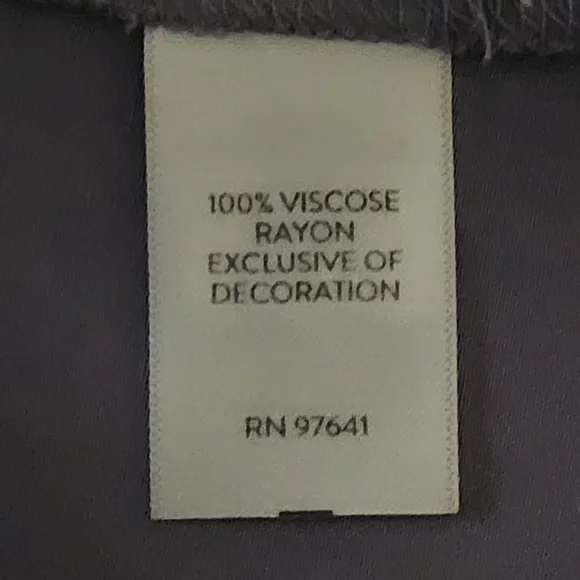 100% VISCOSE
RAYON
EXCLUSIVE OF
DECORATION
RN 97641